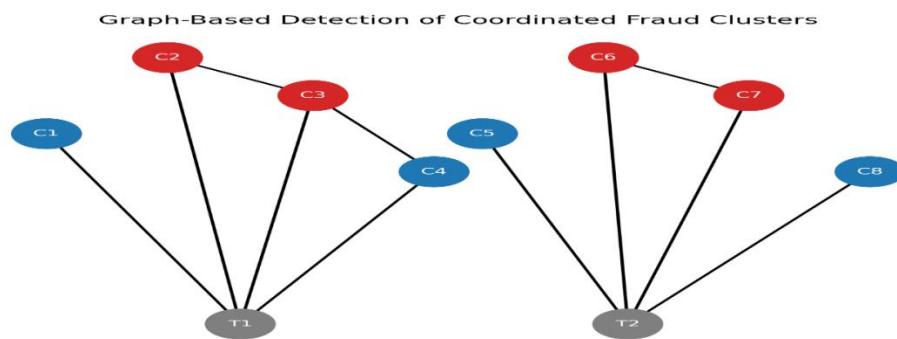 Graph-Based Detection of Coordinated Fraud Clusters
C2
C6
C3
C7
C1
C5
C4
C8
T1
T2